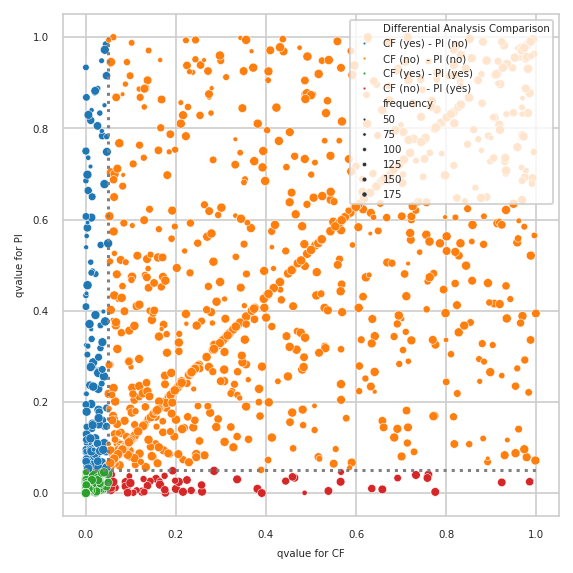 1.0
0.8
0.6
0.4
0.2
0.0
qvalue for PI
0.0
0.2
0.4
0.6
0.8
1.0
qvalue for CF
Differential Analysis Comparison
CF (yes) - PI (no)
CF (no)  - PI (no)
CF (yes) - PI (yes)
CF (no)  - PI (yes)
frequency
50
75
100
125
150
175